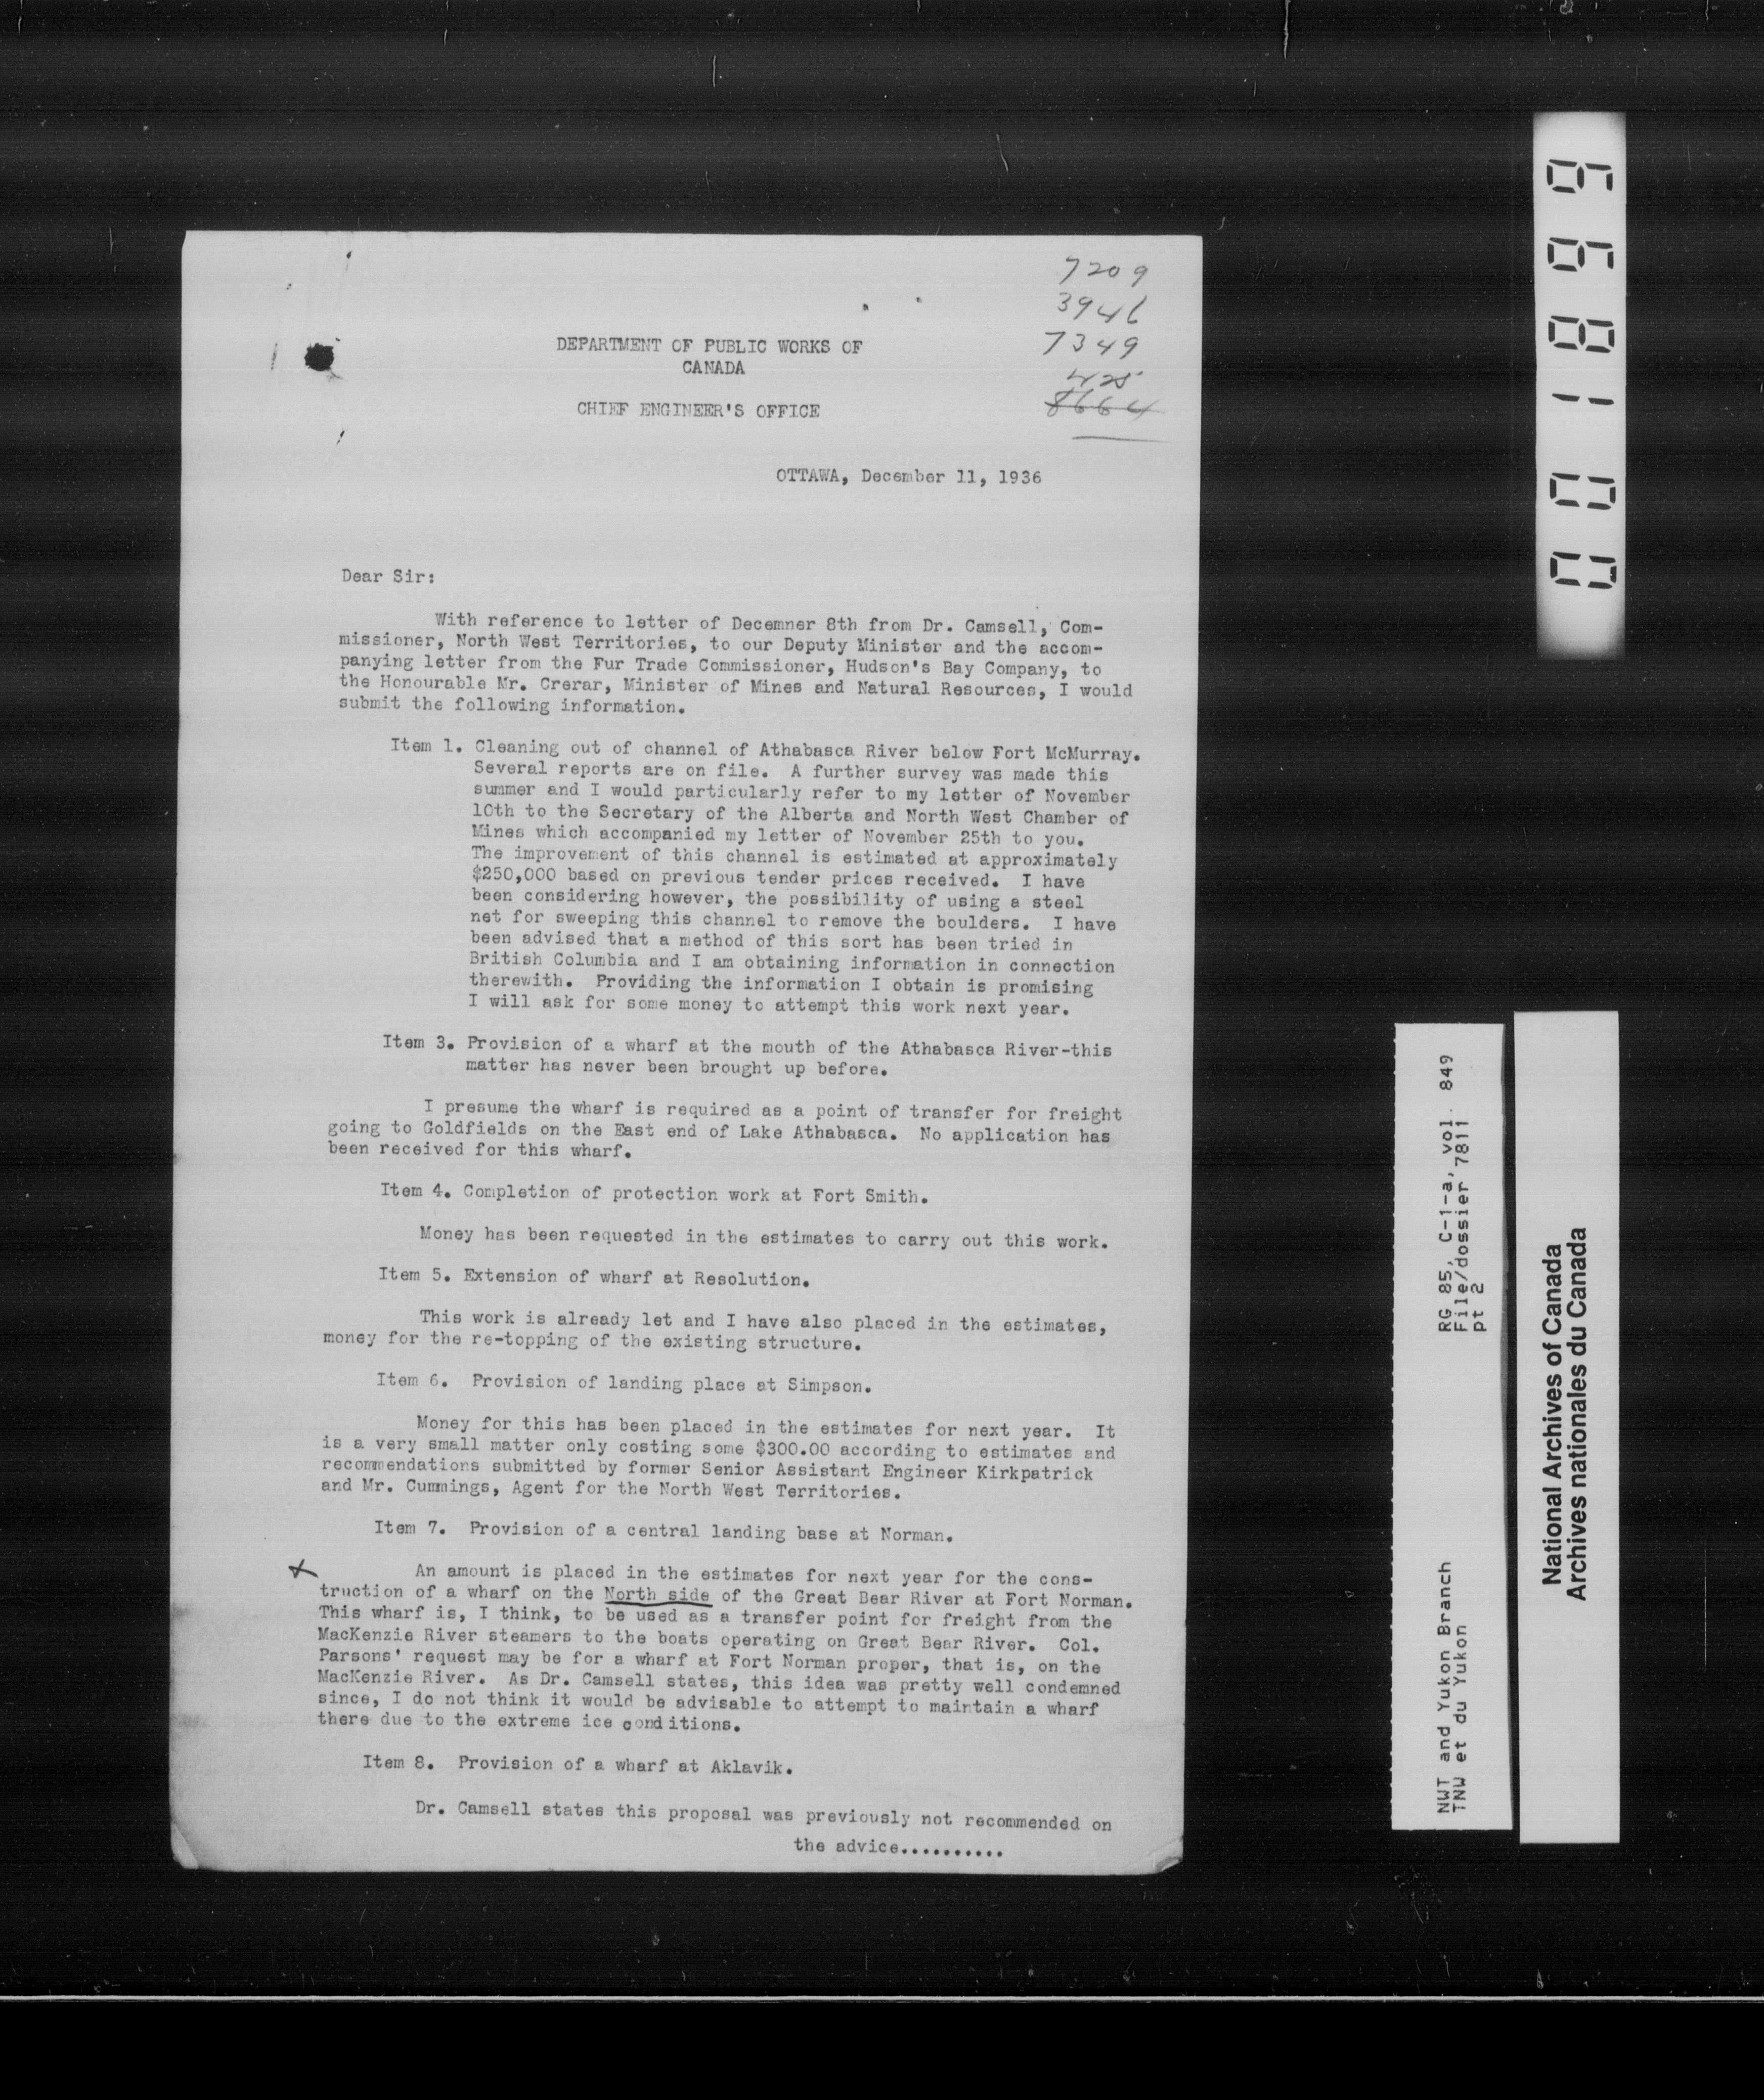 7209
3946
7349
425
8664
DEPARTMENT OF PUBLIC WORKS OF
CANADA
CHIEF ENGINEER'S OFFICE
OTTAWA, December 11, 1936
Dear Sir:
With reference to letter of Decemner 8th from Dr. Camsell, Com-
missioner, North West Territories, to our Deputy Minister and the accom-
panying letter from the Fur Trade Commissioner, Hudson's Bay Company, to
the Honourable Mr. Crerar, Minister of Mines and Natural Resources, I would
submit the following information.
Item 1. Cleaning out of channel of Athabasca River below Fort McMurray.
Several reports are on file. A further survey was made this
summer and I would particularly refer to my letter of November
10th to the Secretary of the Alberta and North West Chamber of
Mines which accompanied my letter of November 25th to you.
The improvement of this channel is estimated at approximately
$250,000 based on previous tender prices received. I have
been considering however, the possibility of using a steel
net for sweeping this channel to remove the boulders. I have
been advised that a method of this sort has been tried in
British Columbia and I am obtaining information in connection
therewith. Providing the information I obtain is promising
I will ask for some money to attempt this work next year.
Item 3. Provision of a wharf at the mouth of the Athabasca River-this
matter has never been brought up before.
I presume the wharf is required as a point of transfer for freight
going to Goldfields on the East end of Lake Athabasca. No application has
been received for this wharf.
Item 4. Completion of protection work at Fort Smith.
Money has been requested in the estimates to carry out this work.
Item 5. Extension of wharf at Resolution.
This work is already let and I have also placed in the estimates,
money for the re-topping of the existing structure.
Item 6. Provision of landing place at Simpson.
Money for this has been placed in the estimates for next year. It
is a very small matter only costing some $300.00 according to estimates and
recommendations submitted by former Senior Assistant Engineer Kirkpatrick
and Mr. Cummings, Agent for the North West Territories.
Item 7. Provision of a central landing base at Norman.
x An amount is placed in the estimates for next year for the cons-
truction of a wharf on the North side of the Great Bear River at Fort Norman.
This wharf is, I think, to be used as a transfer point for freight from the
MacKenzie River steamers to the boats operating on Great Bear River. Col.
Parsons' request may be for a wharf at Fort Norman proper, that is, on the
MacKenzie River. As Dr. Camsell states, this idea was pretty well condemned
since, I do not think it would be advisable to attempt to maintain a wharf
there due to the extreme ice conditions.
Item 8. Provision of a wharf at Aklavik.
Dr. Camsell states this proposal was previously not recommended on
the advice..........
001899
RG 85, C-1-a, vol. 849
File/dossier 7811
pt 2
NWT and Yukon Branch
TNW et du Yukon
National Archives of Canada
Archives nationales du Canada